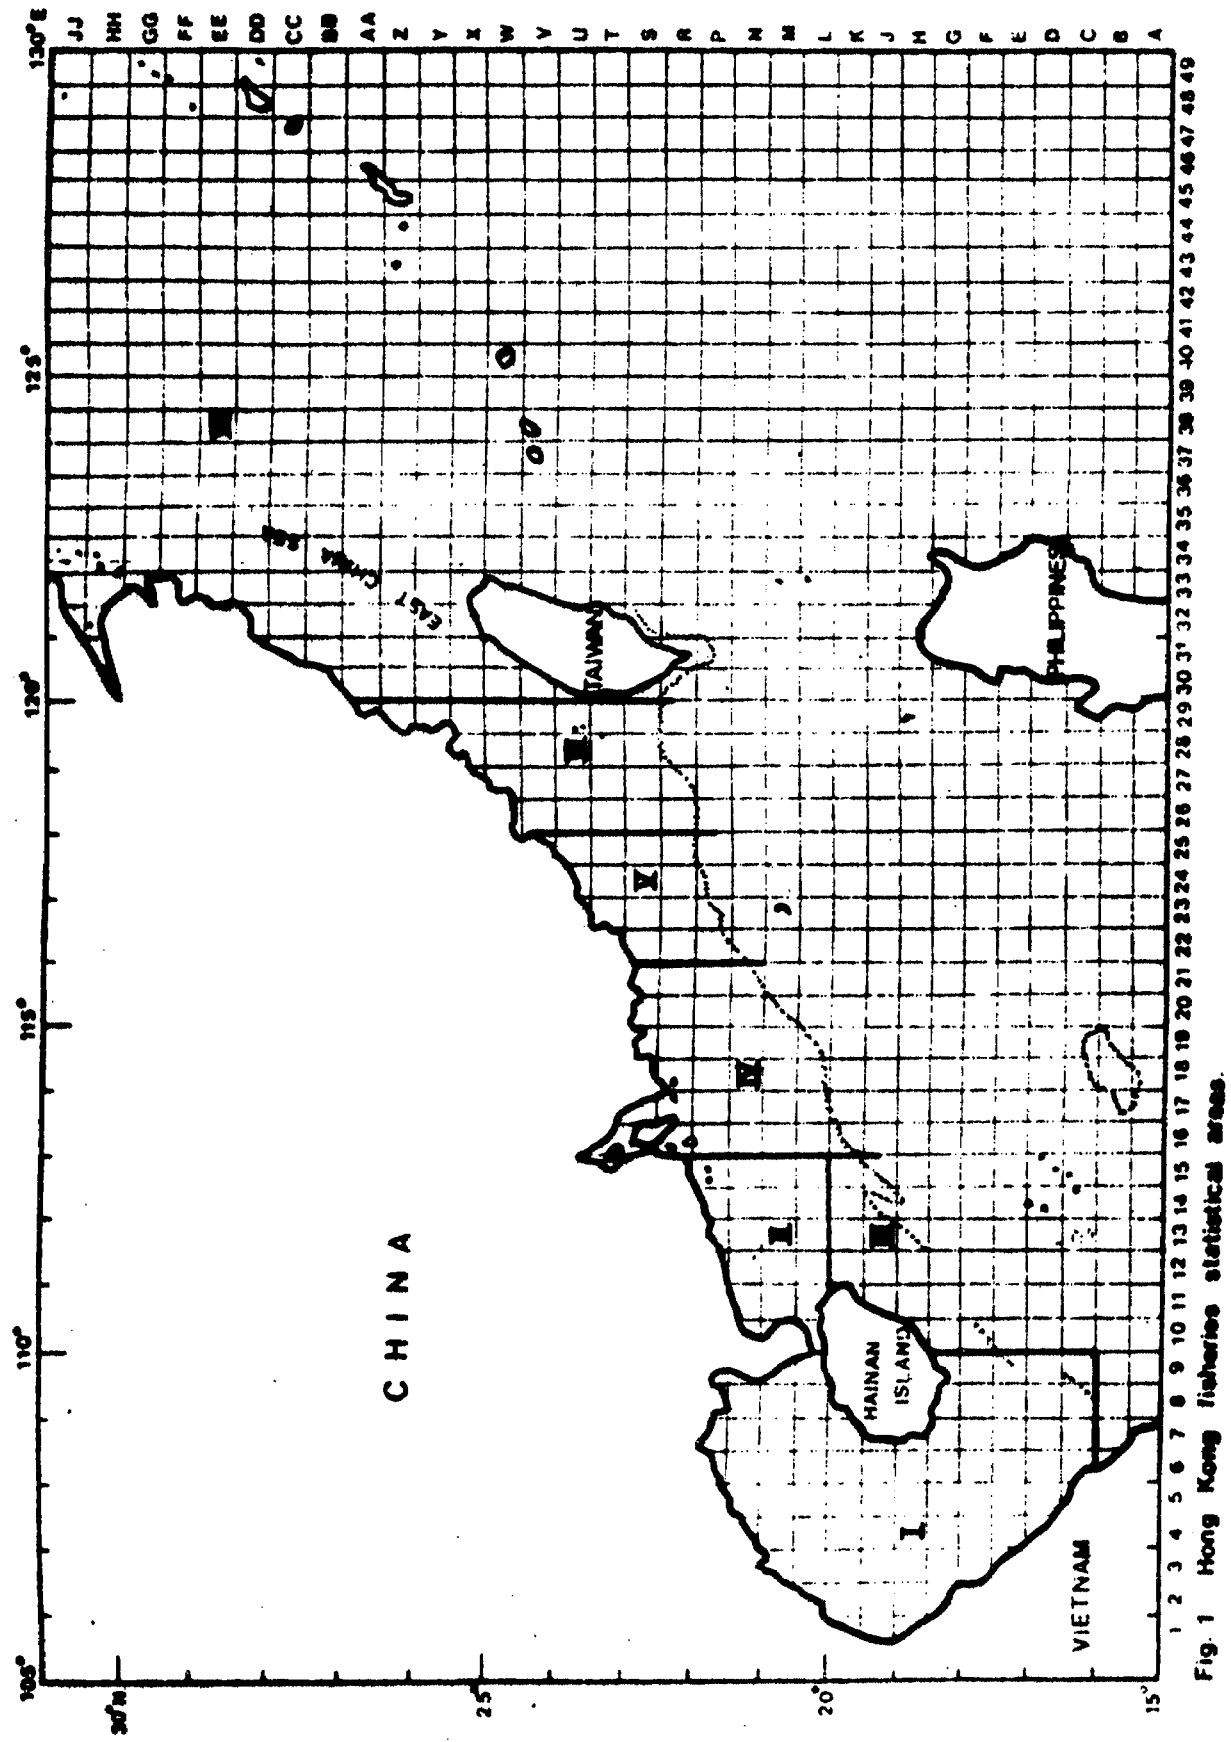 105°
110°
115°
120°
125°
130°E
30°N
25°
20°
15°
JJ
HH
GG
FF
EE
DD
CC
BB
AA
Z
Y
X
W
V
U
T
S
R
P
N
M
L
K
J
H
G
F
E
D
C
B
A
CHINA
EAST CHINA SEA
TAIWAN
PHILIPPINES
HAINAN
ISLAND
VIETNAM
I
II
III
IV
V
1 2 3 4 5 6 7 8 9 10 11 12 13 14 15 16 17 18 19 20 21 22 23 24 25 26 27 28 29 30 31 32 33 34 35 36 37 38 39 40 41 42 43 44 45 46 47 48 49
Fig. 1 Hong Kong fisheries statistical areas.